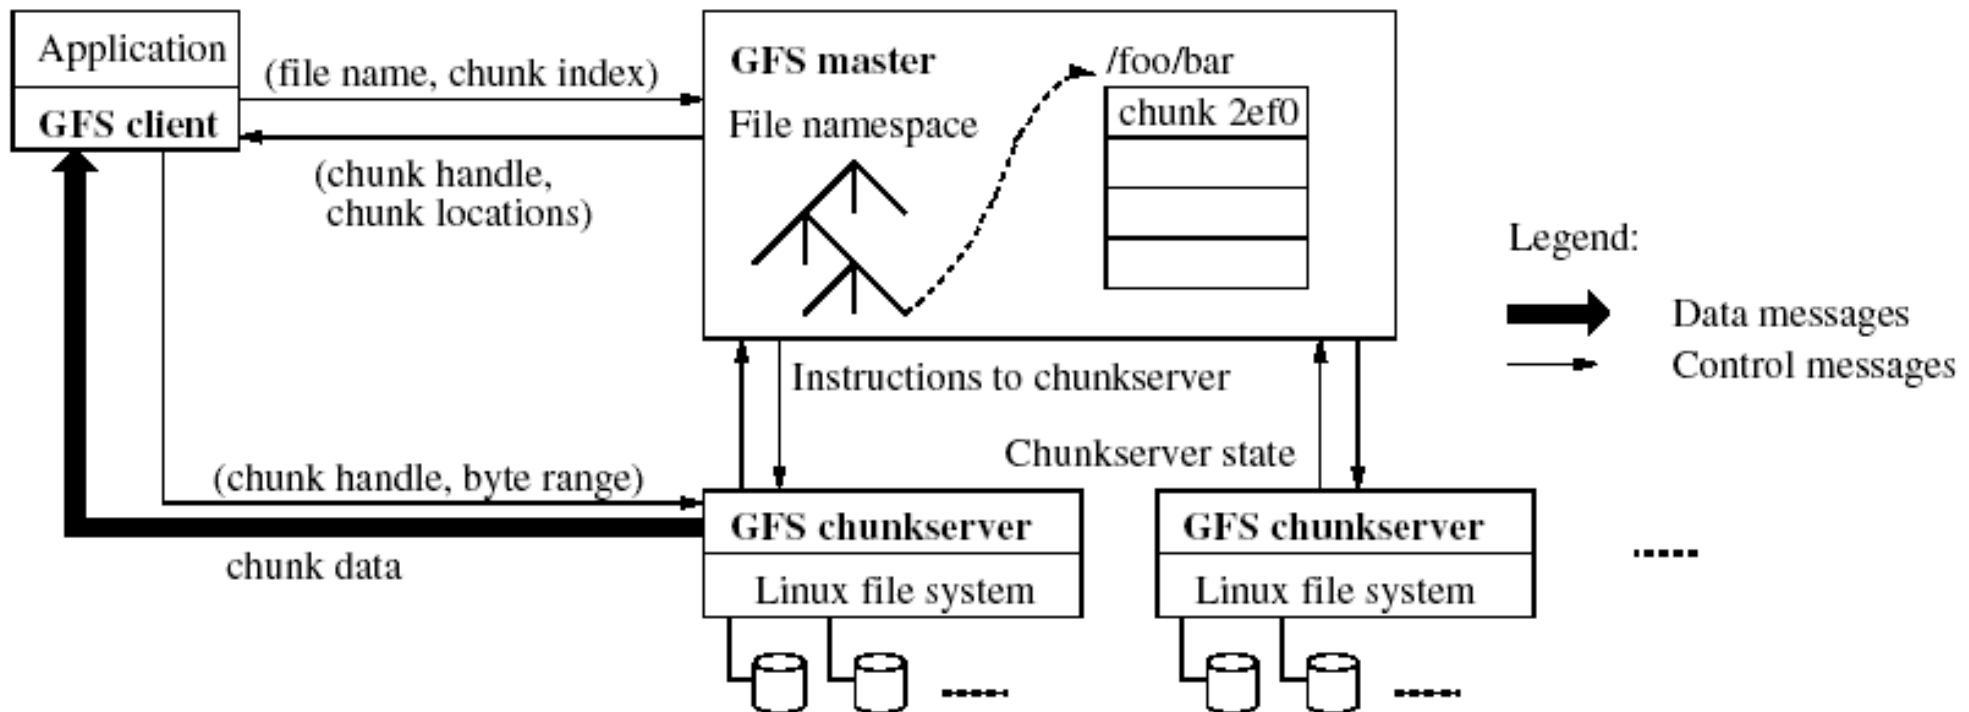 Application
GFS client
(file name, chunk index)
(chunk handle,
chunk locations)
GFS master
File namespace
/foo/bar
chunk 2ef0
Legend:
Data messages
Control messages
Instructions to chunkserver
Chunkserver state
(chunk handle, byte range)
chunk data
GFS chunkserver
Linux file system
GFS chunkserver
Linux file system